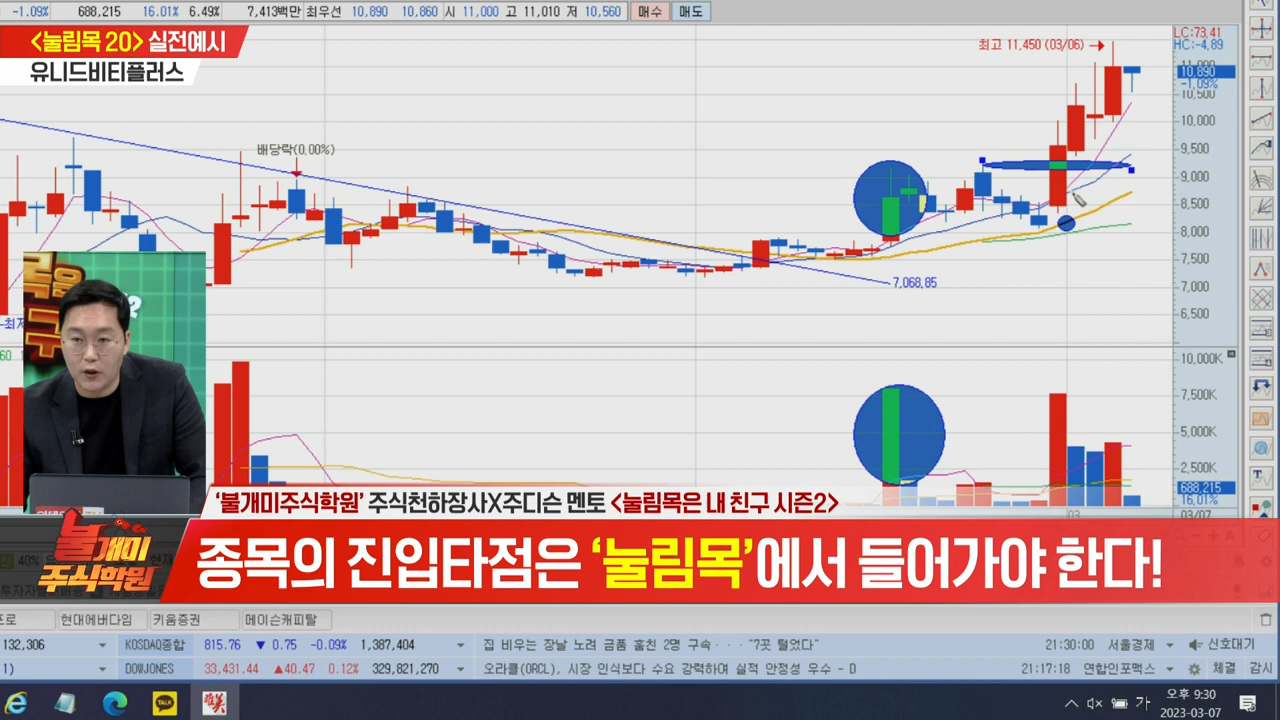 -1.09% 688,215 16.01% 6.49% 7,413백만 최우선 10,890 10,860 시 11,000 고 11,010 저 10,560 매수 매도
<눌림목 20> 실전예시
유니드비티플러스
최고 11,450 (03/06)
LC:73.41
HC:-4.89
11,000
10,890
-1.09%
10,500
10,000
9,500
9,000
8,500
8,000
7,500
7,000
6,500
배당락(0.00%)
7,068.85
10,000K
7,500K
5,000K
2,500K
688,215
16.01%
03
03/07
'불개미주식학원' 주식천하장사X주디슨 멘토 <눌림목은 내 친구 시즌2>
불개미
주식학원
종목의 진입타점은 '눌림목'에서 들어가야 한다!
현대에버다임 키움증권 메이슨캐피탈
132,306 KOSDAQ종합 815.76 ▼ 0.75 -0.09% 1,387,404 집 비우는 장날 노려 금품 훔친 2명 구속···"7곳 털었다" 21:30:00 서울경제 신호대기
1) DOWJONES 33,431.44 ▲40.47 0.12% 329,821,270 오라클(ORCL), 시장 인식보다 수요 강력하며 실적 안정성 우수 - D 21:17:18 연합인포맥스 체결 감시
TALK
가
오후 9:30
2023-03-07